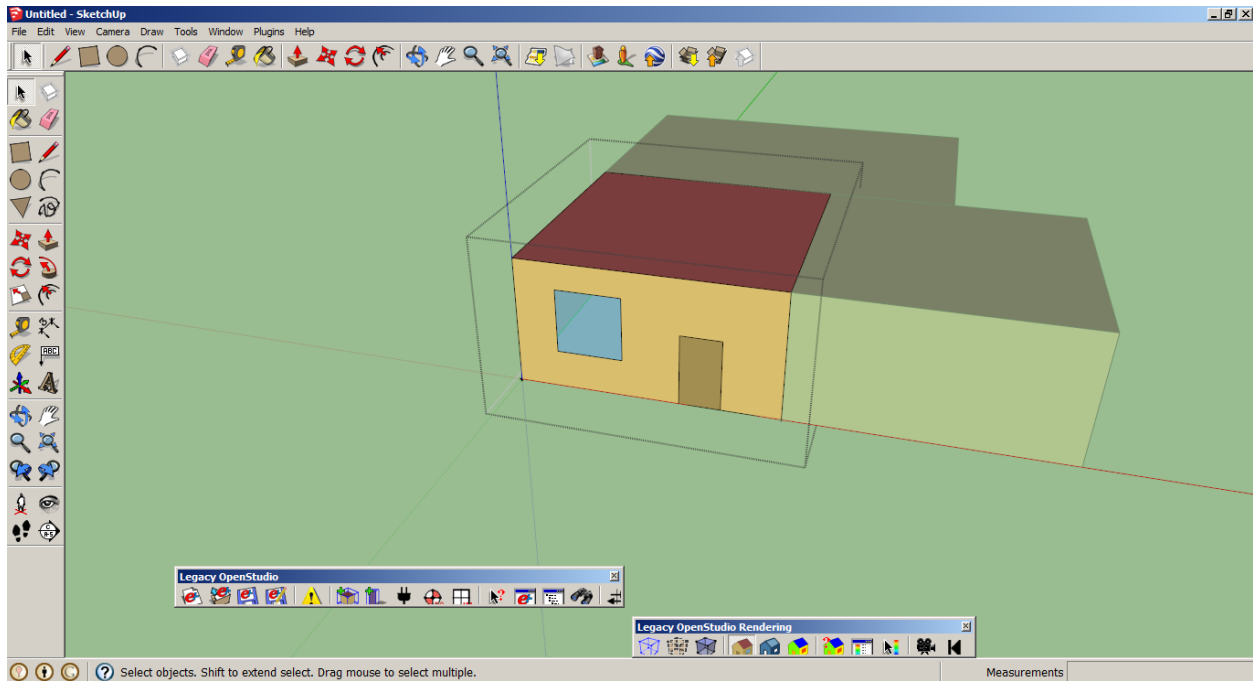 Untitled - SketchUp
File Edit View Camera Draw Tools Window Plugins Help
ABC
Legacy OpenStudio
Legacy OpenStudio Rendering
Select objects. Shift to extend select. Drag mouse to select multiple.
Measurements